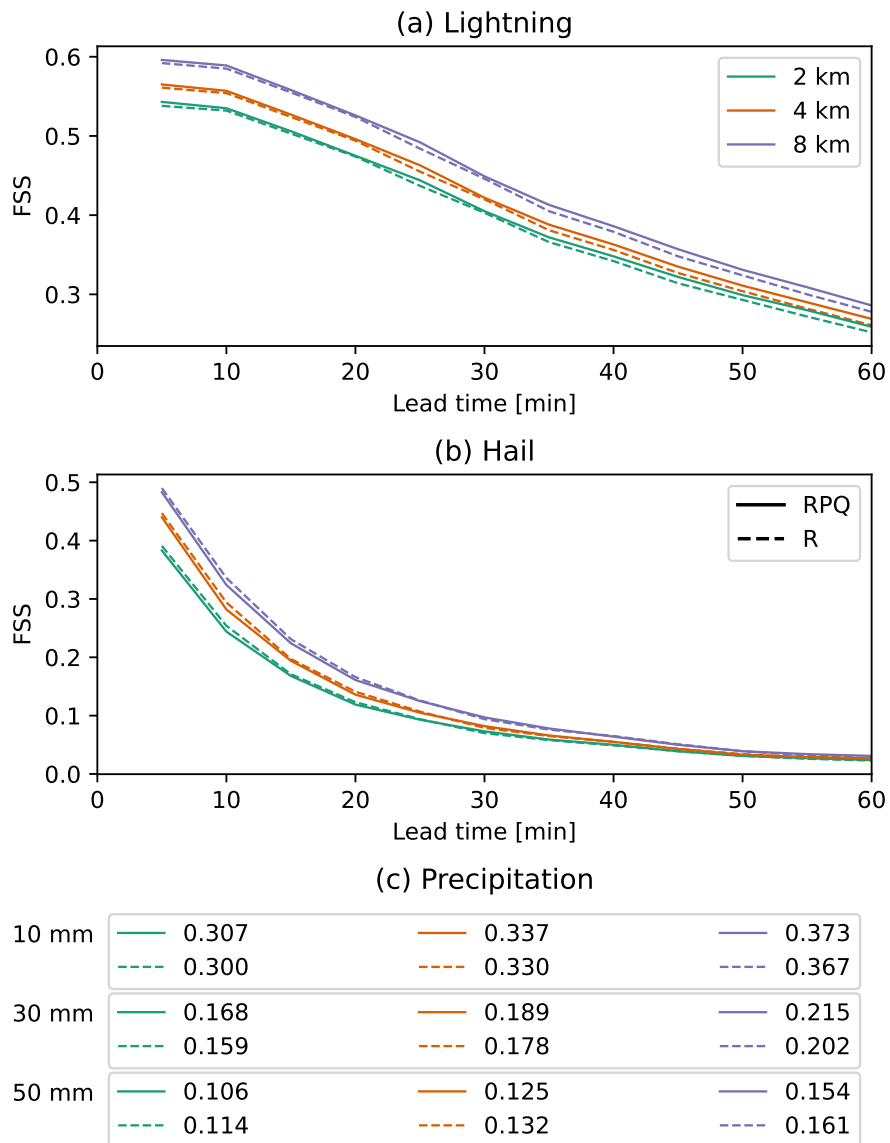 (a) Lightning
0.6
0.5
0.4
0.3
FSS
2 km
4 km
8 km
0 10 20 30 40 50 60
Lead time [min]
(b) Hail
0.5
0.4
0.3
0.2
0.1
0.0
FSS
RPQ
R
0 10 20 30 40 50 60
Lead time [min]
(c) Precipitation
10 mm 0.307 0.337 0.373
0.300 0.330 0.367
30 mm 0.168 0.189 0.215
0.159 0.178 0.202
50 mm 0.106 0.125 0.154
0.114 0.132 0.161